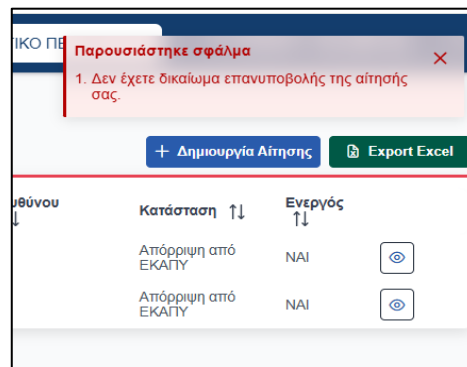 ΤΙΚΟ ΠΕ
Παρουσιάστηκε σφάλμα
1. Δεν έχετε δικαίωμα επανυποβολής της αίτησής
σας.
Δημιουργία Αίτησης
Export Excel
υθύνου
Κατάσταση
Ενεργός
Απόρριψη από
ΕΚΑΠΥ
ΝΑΙ
Απόρριψη από
ΕΚΑΠΥ
ΝΑΙ